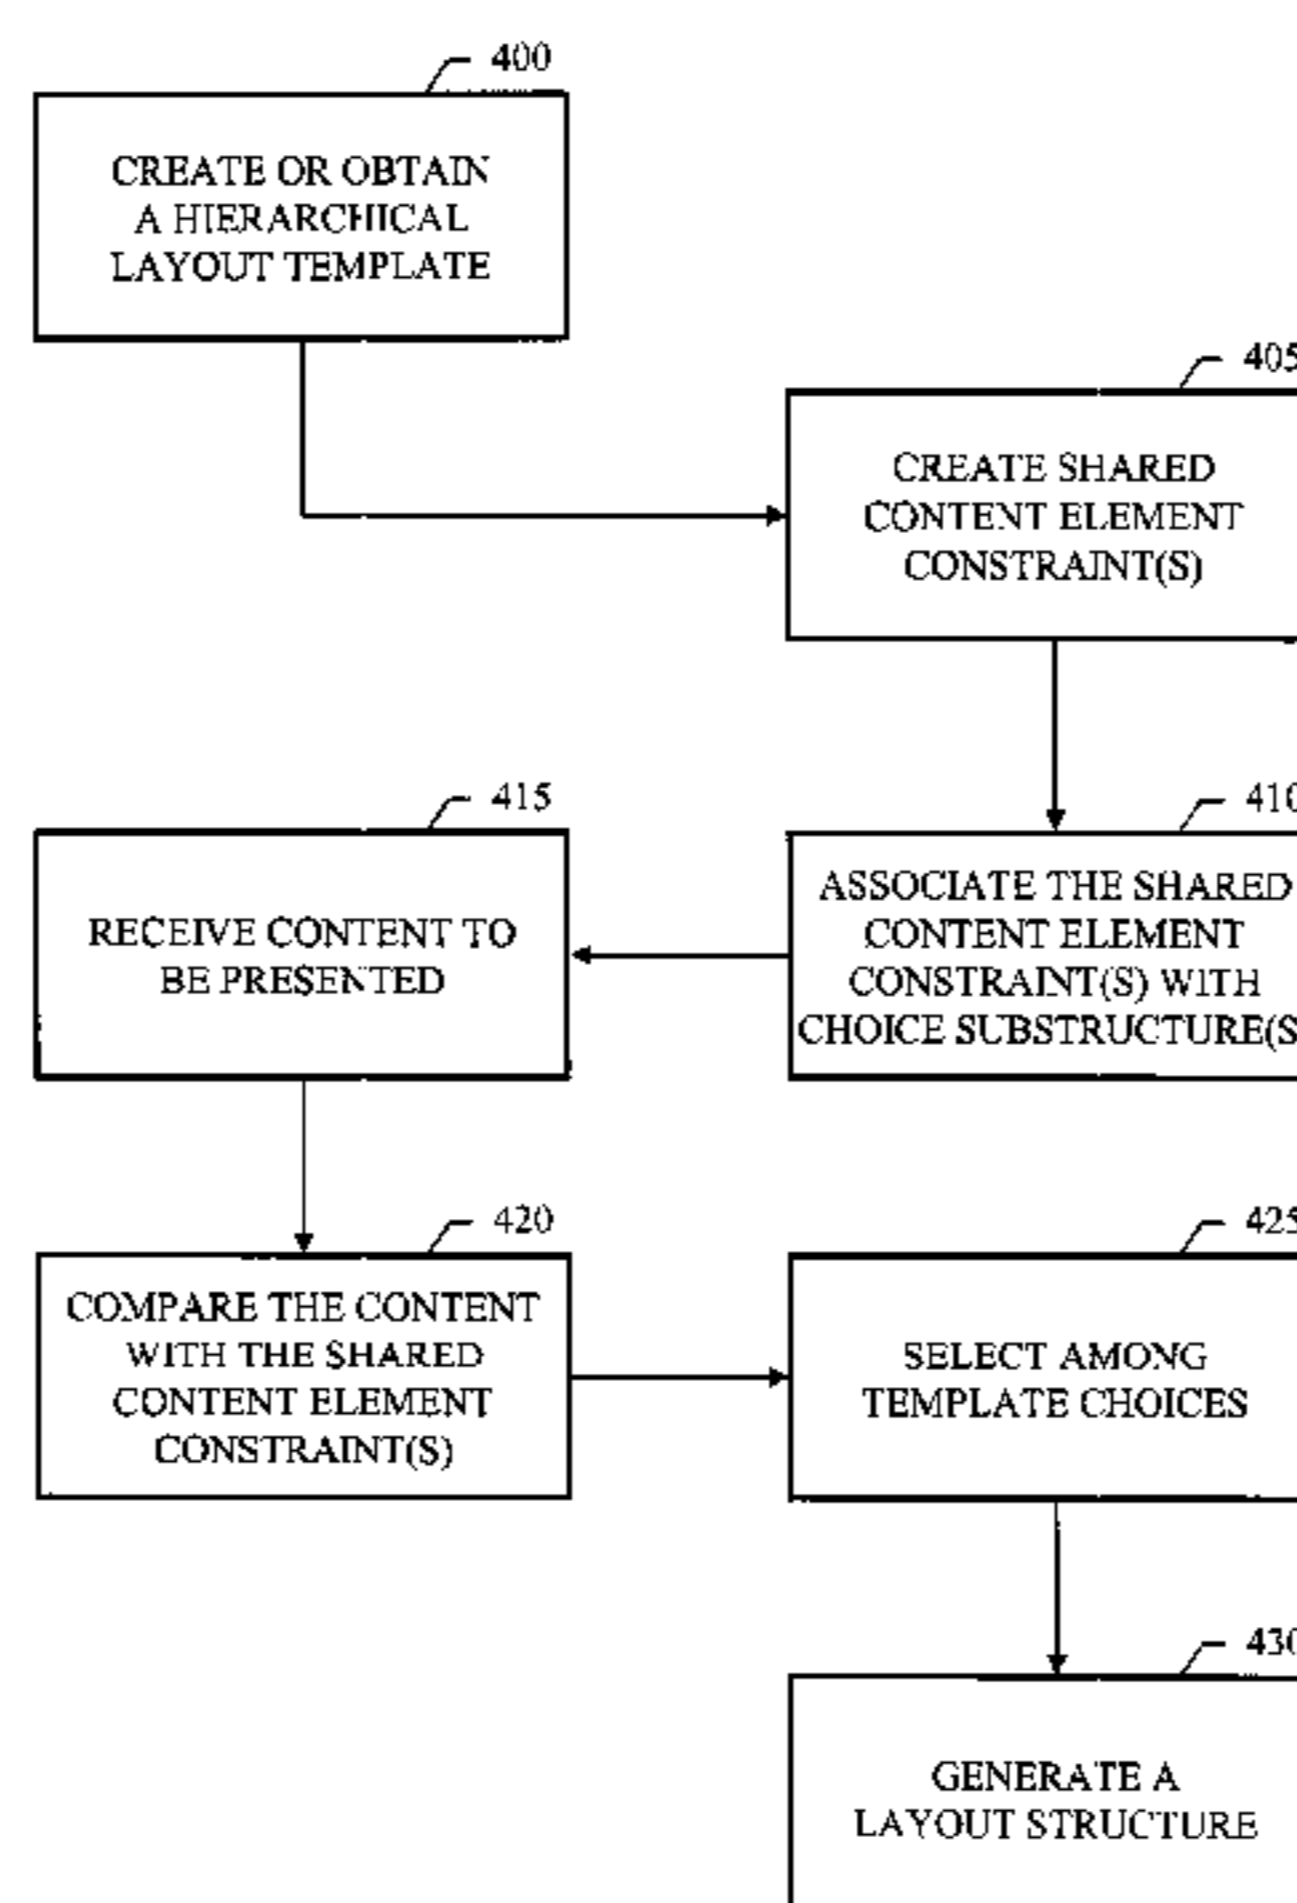 400
CREATE OR OBTAIN
A HIERARCHICAL
LAYOUT TEMPLATE
405
CREATE SHARED
CONTENT ELEMENT
CONSTRAINT(S)
410
ASSOCIATE THE SHARED
CONTENT ELEMENT
CONSTRAINT(S) WITH
CHOICE SUBSTRUCTURE(S
415
RECEIVE CONTENT TO
BE PRESENTED
420
COMPARE THE CONTENT
WITH THE SHARED
CONTENT ELEMENT
CONSTRAINT(S)
425
SELECT AMONG
TEMPLATE CHOICES
430
GENERATE A
LAYOUT STRUCTURE